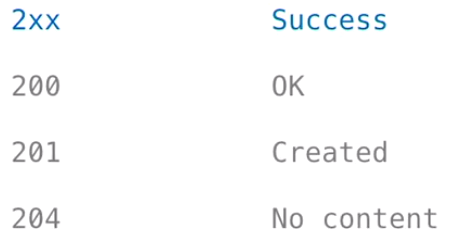 2xx Success
200 OK
201 Created
204 No content